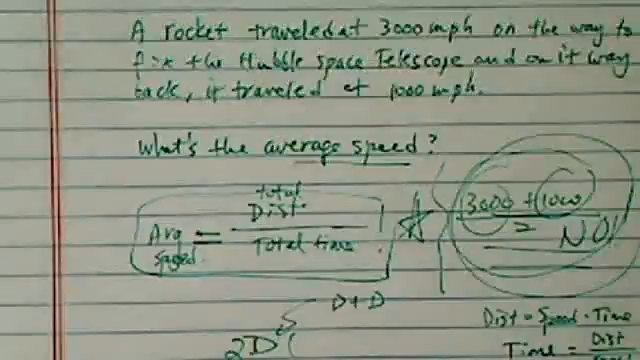 A rocket traveled at 3000 mph on the way to
fix the Hubble space Telescope and on it way
back, it traveled at 1000 mph.
What's the average speed?
total
Avg speed = Dist. / Total time
3000 + 1000
= NO!
D + D
2D
Dist = Speed · Time
Time = Dist